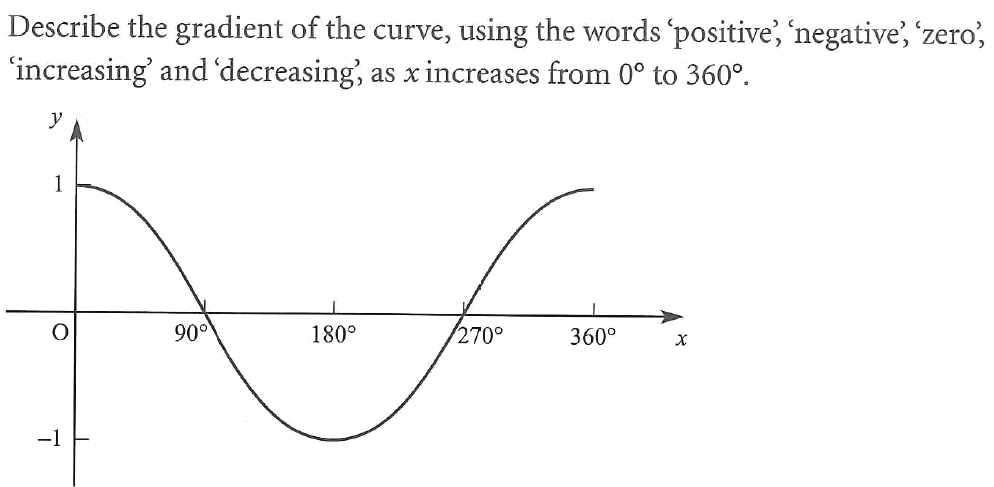 Describe the gradient of the curve, using the words ‘positive’, ‘negative’, ‘zero’,
‘increasing’ and ‘decreasing’, as x increases from 0° to 360°.
y
1
O
90°
180°
270°
360°
x
–1